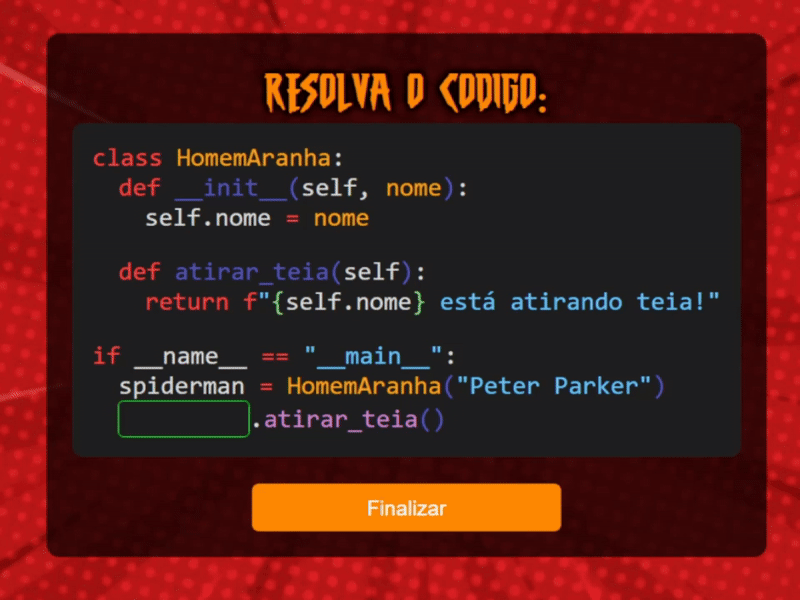 RESOLVA O CODIGO:
class HomemAranha:
  def __init__(self, nome):
    self.nome = nome
  def atirar_teia(self):
    return f"{self.nome} está atirando teia!"
if __name__ == "__main__":
  spiderman = HomemAranha("Peter Parker")
  .atirar_teia()
Finalizar